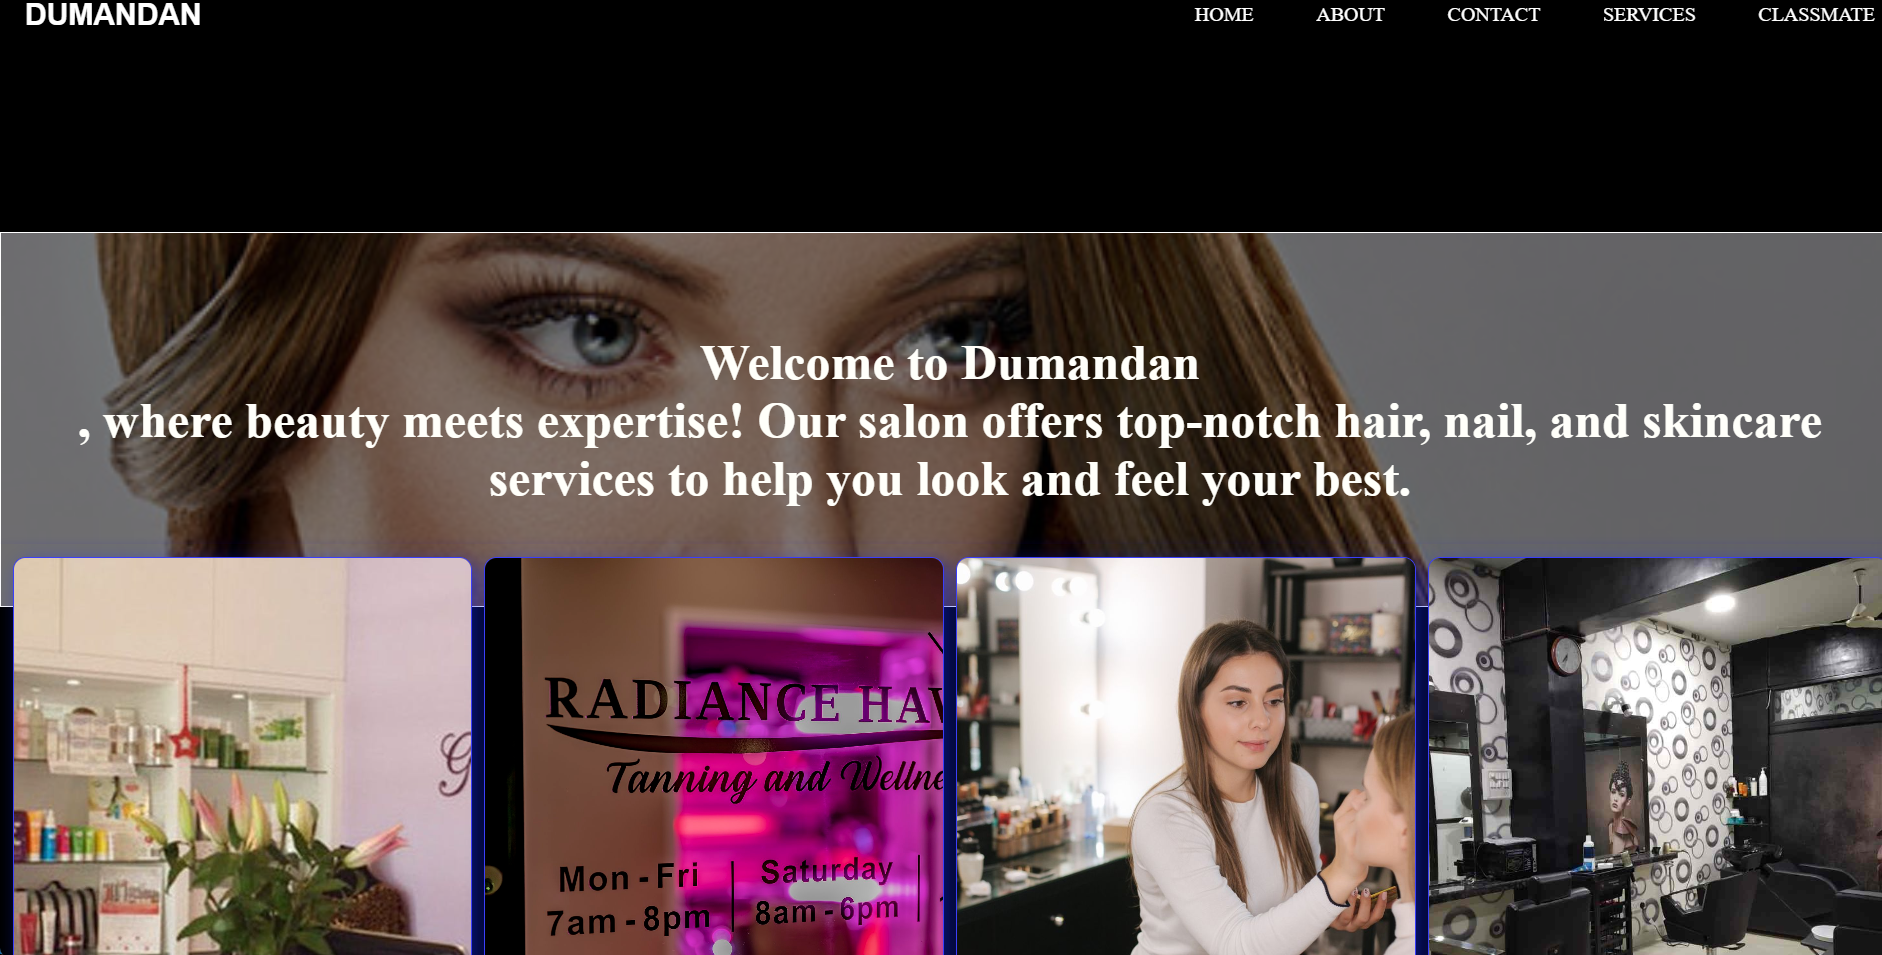 DUMANDAN
HOME ABOUT CONTACT SERVICES CLASSMATE
Welcome to Dumandan
, where beauty meets expertise! Our salon offers top-notch hair, nail, and skincare
services to help you look and feel your best.
G
RADIANCE HAV
Tanning and Wellne
Mon - Fri
7am - 8pm
Saturday
8am - 6pm